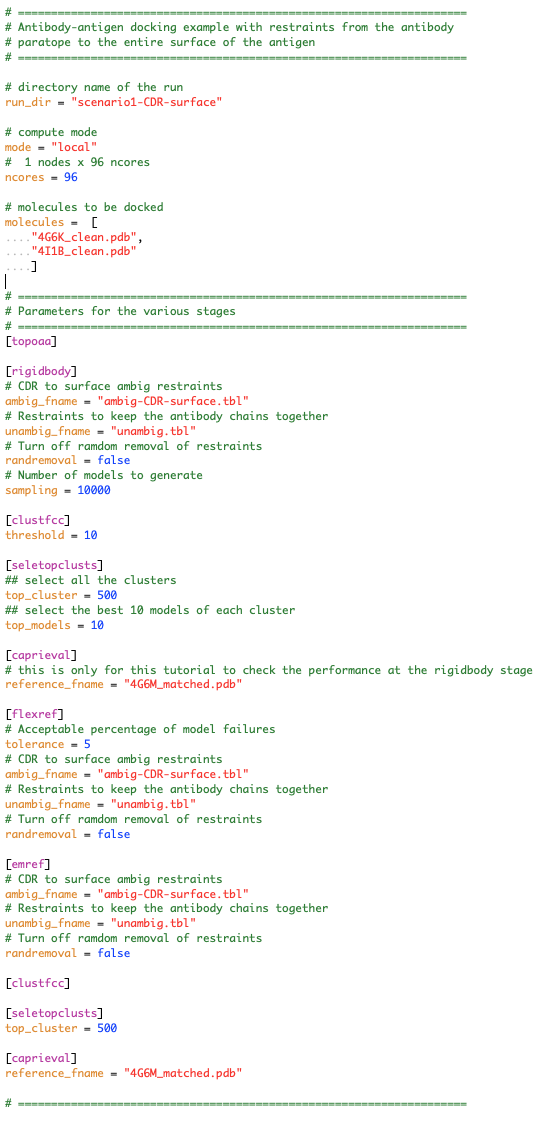 # ====================================================================
# Antibody-antigen docking example with restraints from the antibody
# paratope to the entire surface of the antigen
# ====================================================================

# directory name of the run
run_dir = "scenario1-CDR-surface"

# compute mode
mode = "local"
#  1 nodes x 96 ncores
ncores = 96

# molecules to be docked
molecules =  [
...."4G6K_clean.pdb",
...."4I1B_clean.pdb"
....]

# ====================================================================
# Parameters for the various stages
# ====================================================================
[topoaa]

[rigidbody]
# CDR to surface ambig restraints
ambig_fname = "ambig-CDR-surface.tbl"
# Restraints to keep the antibody chains together
unambig_fname = "unambig.tbl"
# Turn off ramdom removal of restraints
randremoval = false
# Number of models to generate
sampling = 10000

[clustfcc]
threshold = 10

[seletopclusts]
## select all the clusters
top_cluster = 500
## select the best 10 models of each cluster
top_models = 10

[caprieval]
# this is only for this tutorial to check the performance at the rigidbody stage
reference_fname = "4G6M_matched.pdb"

[flexref]
# Acceptable percentage of model failures
tolerance = 5
# CDR to surface ambig restraints
ambig_fname = "ambig-CDR-surface.tbl"
# Restraints to keep the antibody chains together
unambig_fname = "unambig.tbl"
# Turn off ramdom removal of restraints
randremoval = false

[emref]
# CDR to surface ambig restraints
ambig_fname = "ambig-CDR-surface.tbl"
# Restraints to keep the antibody chains together
unambig_fname = "unambig.tbl"
# Turn off ramdom removal of restraints
randremoval = false

[clustfcc]

[seletopclusts]
top_cluster = 500

[caprieval]
reference_fname = "4G6M_matched.pdb"

# ====================================================================